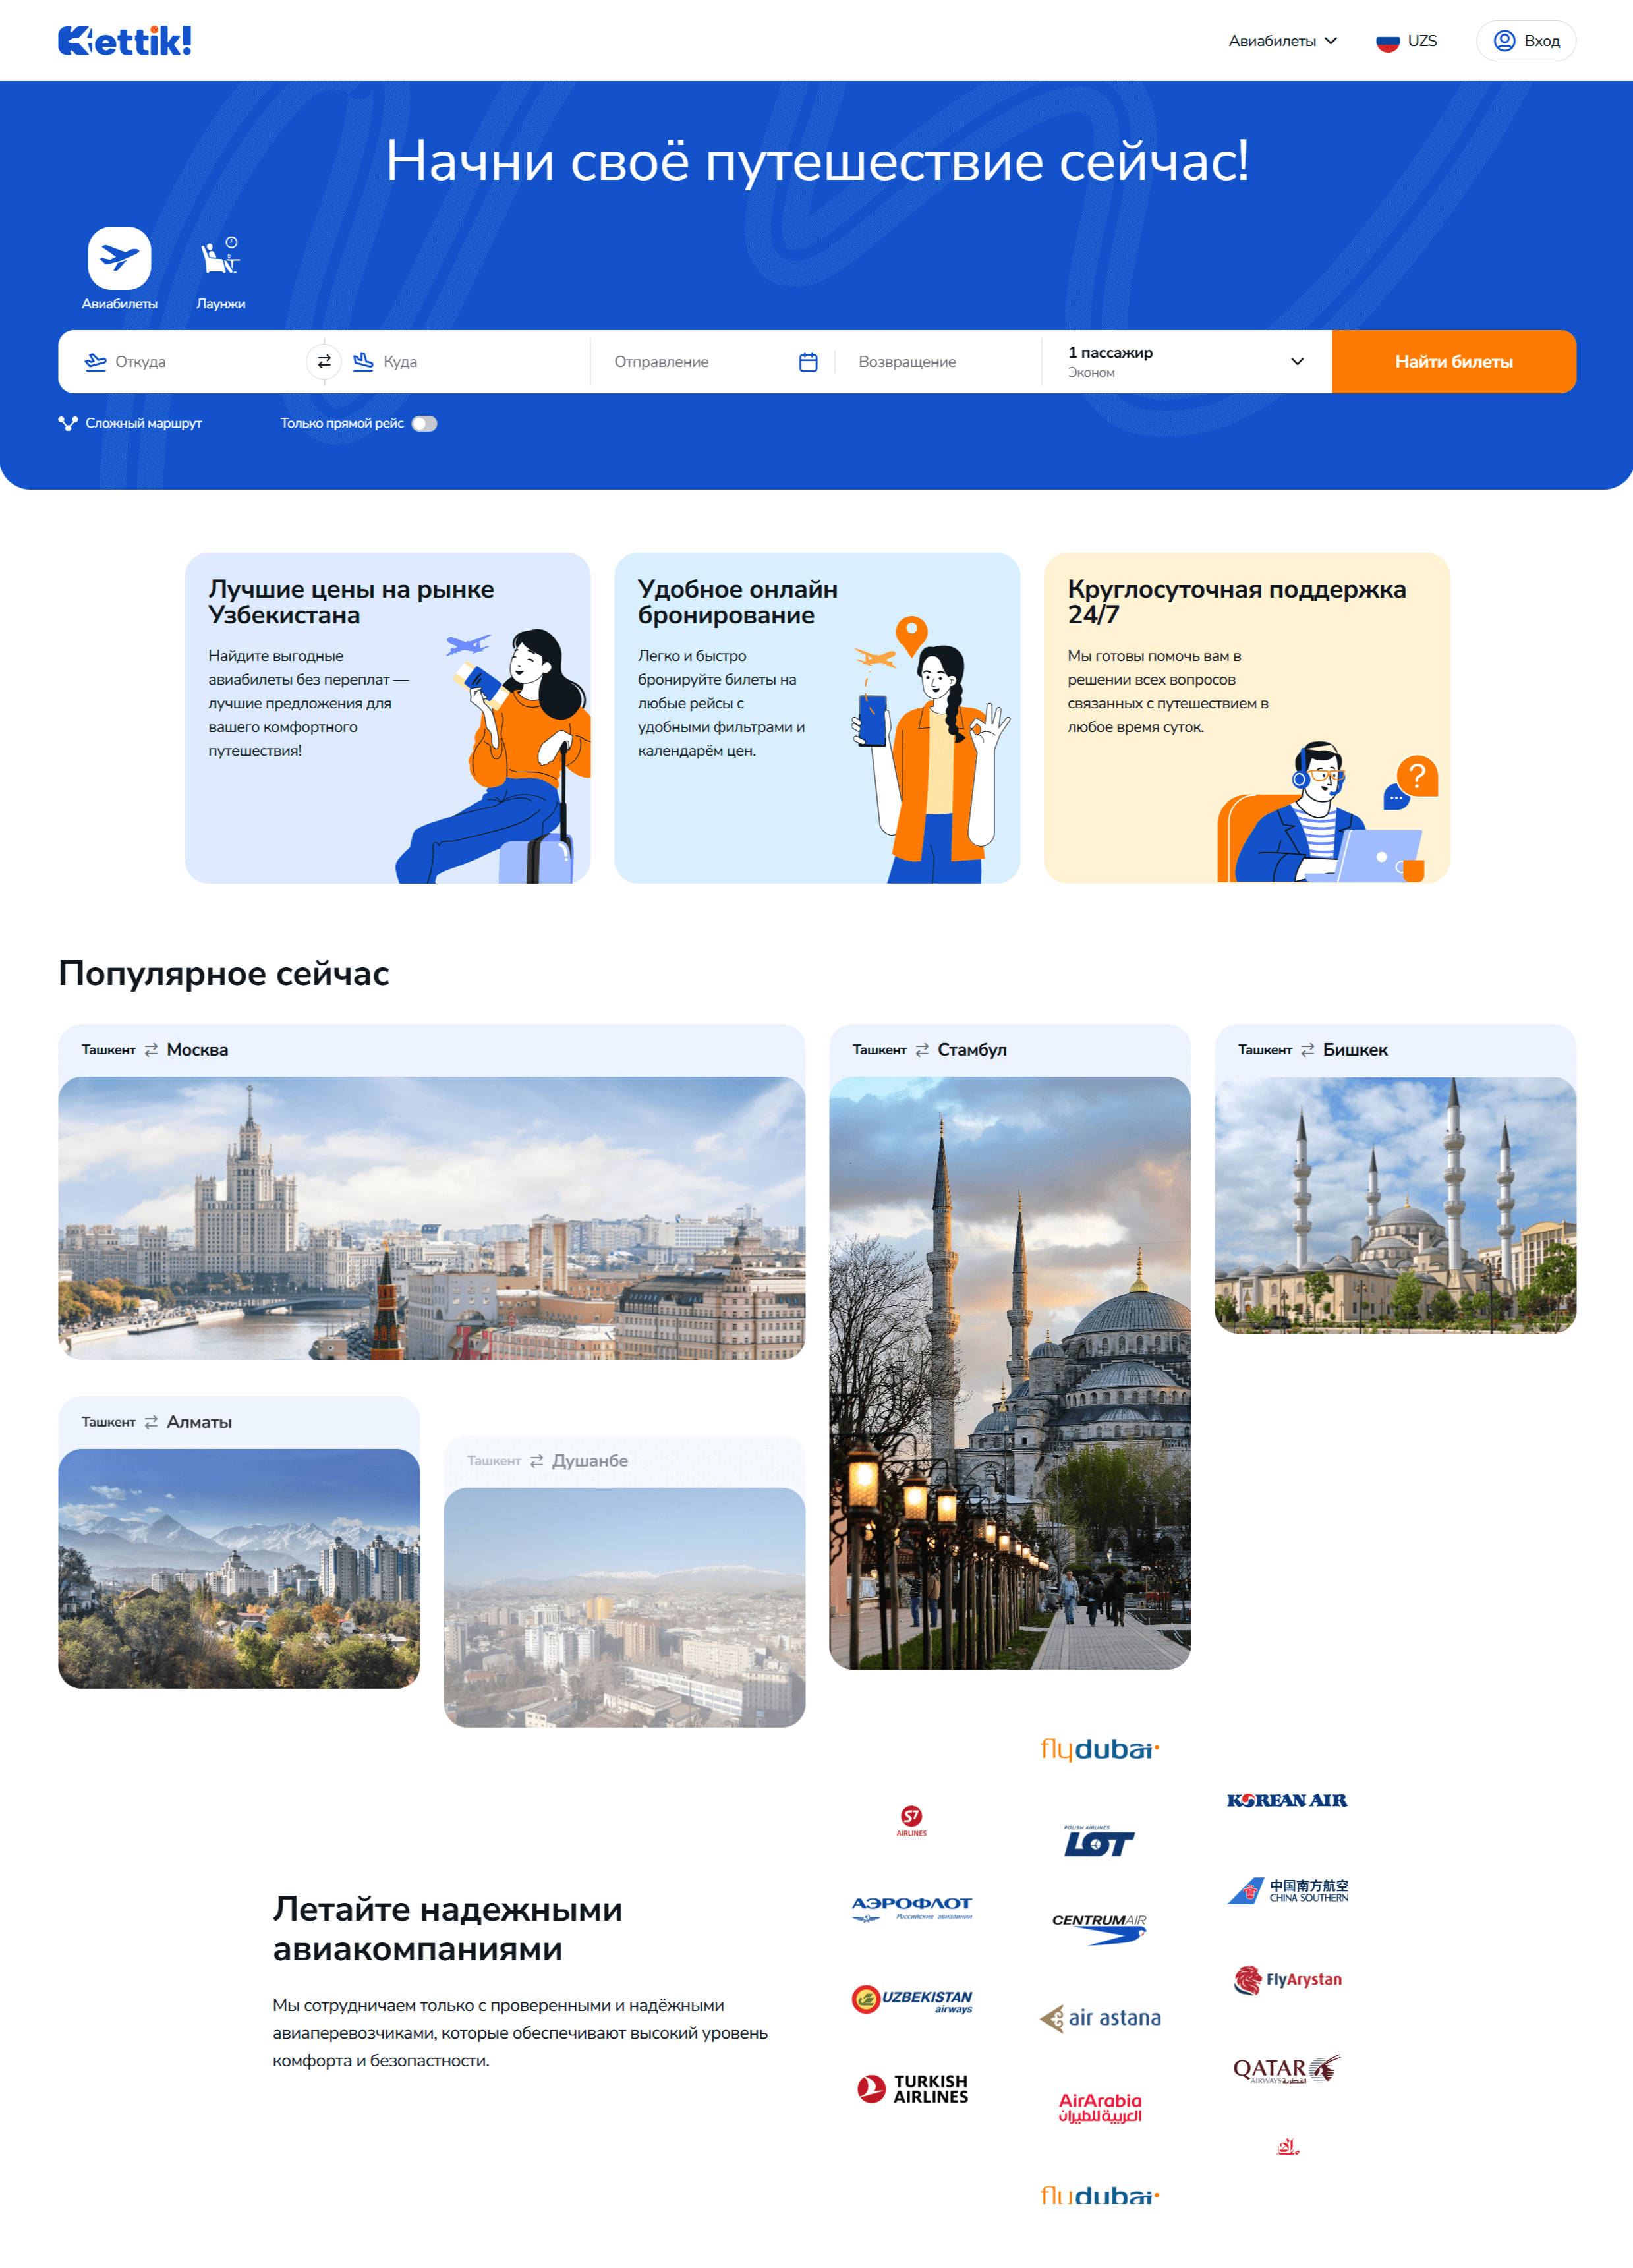 Kettik!
Авиабилеты
UZS
Вход
Начни своё путешествие сейчас!
Авиабилеты
Лаунжи
Откуда
Куда
Отправление
Возвращение
1 пассажир
Эконом
Найти билеты
Сложный маршрут
Только прямой рейс
Лучшие цены на рынке
Узбекистана
Найдите выгодные
авиабилеты без переплат —
лучшие предложения для
вашего комфортного
путешествия!
Удобное онлайн
бронирование
Легко и быстро
бронируйте билеты на
любые рейсы с
удобными фильтрами и
календарём цен.
Круглосуточная поддержка
24/7
Мы готовы помочь вам в
решении всех вопросов
связанных с путешествием в
любое время суток.
?
Популярное сейчас
Ташкент ⇄ Москва
Ташкент ⇄ Стамбул
Ташкент ⇄ Бишкек
Ташкент ⇄ Алматы
Ташкент ⇄ Душанбе
Летайте надежными
авиакомпаниями
Мы сотрудничаем только с проверенными и надёжными
авиаперевозчиками, которые обеспечивают высокий уровень
комфорта и безопастности.
S7
AIRLINES
АЭРОФЛОТ
Российские авиалинии
UZBEKISTAN
airways
TURKISH
AIRLINES
flydubai
POLISH AIRLINES
LOT
CENTRUMAIR
air astana
AirArabia
العربية للطيران
flydubai
KOREAN AIR
中国南方航空
CHINA SOUTHERN
FlyArystan
QATAR
AIRWAYS القطرية